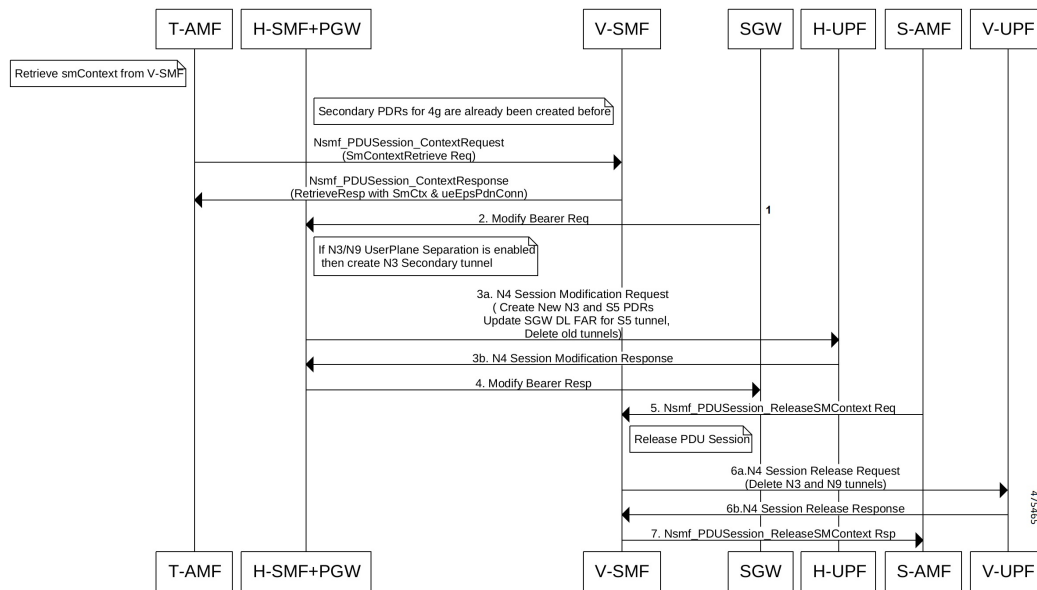 T-AMF
H-SMF+PGW
V-SMF
SGW
H-UPF
S-AMF
V-UPF
Retrieve smContext from V-SMF
Secondary PDRs for 4g are already been created before
Nsmf_PDUSession_ContextRequest
(SmContextRetrieve Req)
Nsmf_PDUSession_ContextResponse
(RetrieveResp with SmCtx & ueEpsPdnConn)
1
2. Modify Bearer Req
If N3/N9 UserPlane Separation is enabled
then create N3 Secondary tunnel
3a. N4 Session Modification Request
( Create New N3 and S5 PDRs
Update SGW DL FAR for S5 tunnel,
Delete old tunnels)
3b. N4 Session Modification Response
4. Modify Bearer Resp
5. Nsmf_PDUSession_ReleaseSMContext Req
Release PDU Session
6a.N4 Session Release Request
(Delete N3 and N9 tunnels)
6b.N4 Session Release Response
7. Nsmf_PDUSession_ReleaseSMContext Rsp
475465
T-AMF
H-SMF+PGW
V-SMF
SGW
H-UPF
S-AMF
V-UPF